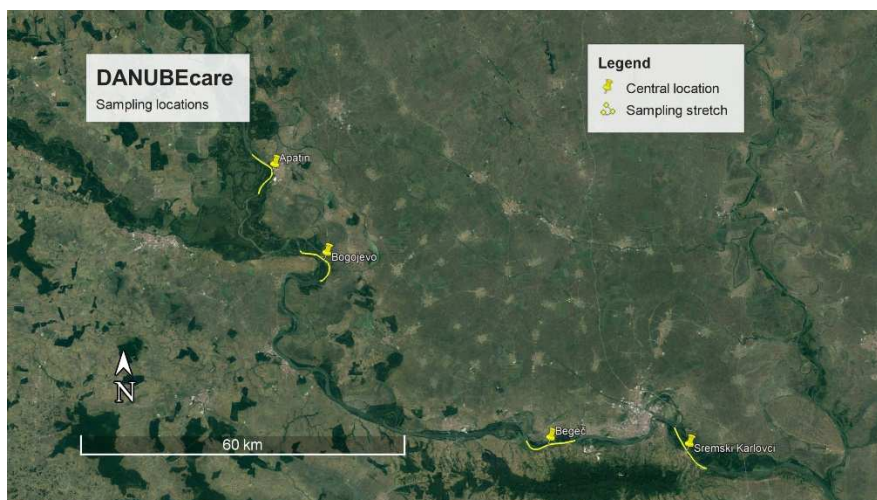 DANUBEcare
Sampling locations
Legend
Central location
Sampling stretch
Apatin
Bogojevo
N
60 km
Begeč
Sremski Karlovci